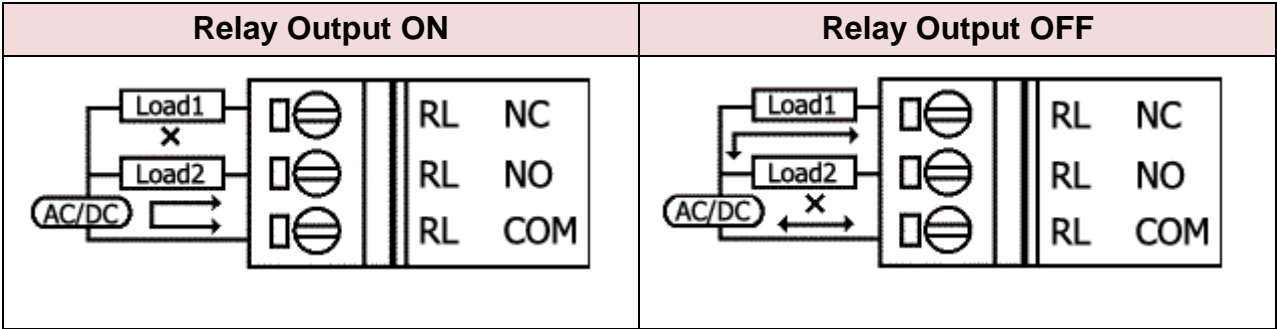 Relay Output ON
Relay Output OFF
Load1
RL NC
Load2
RL NO
AC/DC
RL COM
Load1
RL NC
Load2
RL NO
AC/DC
RL COM